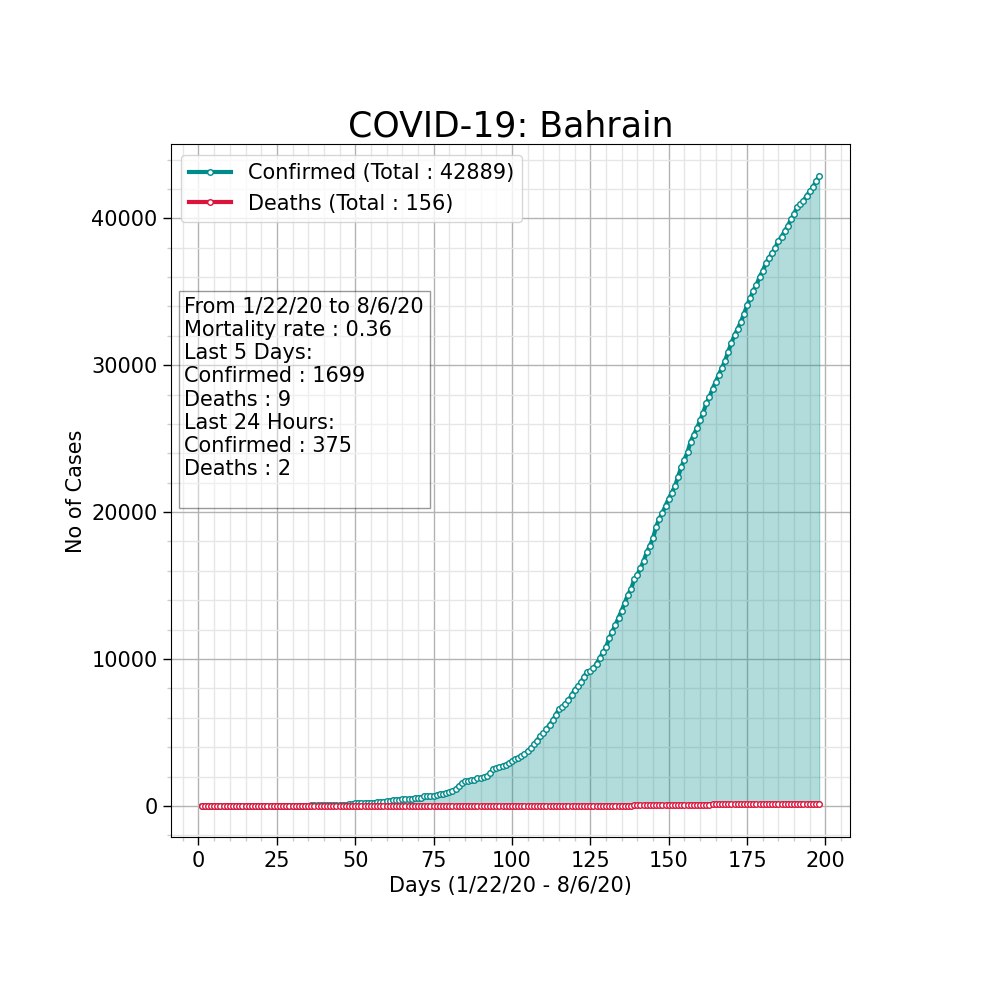 COVID-19: Bahrain
Confirmed (Total : 42889)
Deaths (Total : 156)
From 1/22/20 to 8/6/20
Mortality rate : 0.36
Last 5 Days:
Confirmed : 1699
Deaths : 9
Last 24 Hours:
Confirmed : 375
Deaths : 2
No of Cases
40000
30000
20000
10000
0
0 25 50 75 100 125 150 175 200
Days (1/22/20 - 8/6/20)